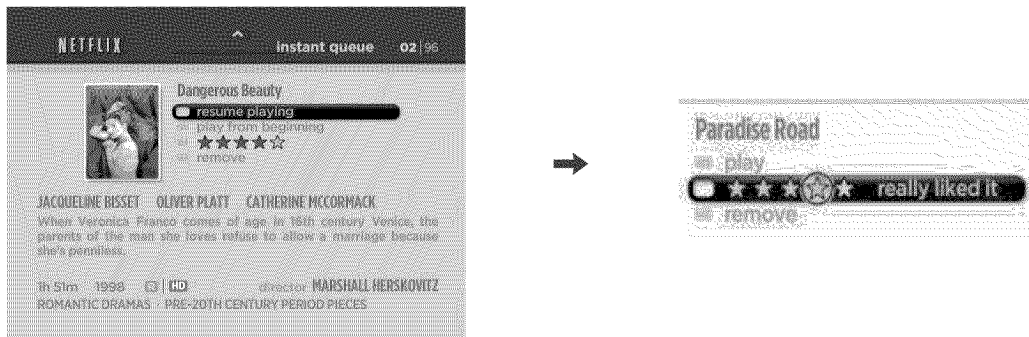 NETFLIX
instant queue 02|96
Dangerous Beauty
resume playing
play from beginning
remove
JACQUELINE BISSET OLIVER PLATT CATHERINE MCCORMACK
When Veronica Franco comes of age in 16th century Venice, the
parents of the man she loves refuse to allow a marriage because
she's penniless.
1h 51m 1998 HD director MARSHALL HERSKOVITZ
ROMANTIC DRAMAS · PRE-20TH CENTURY PERIOD PIECES
Paradise Road
play
really liked it
remove